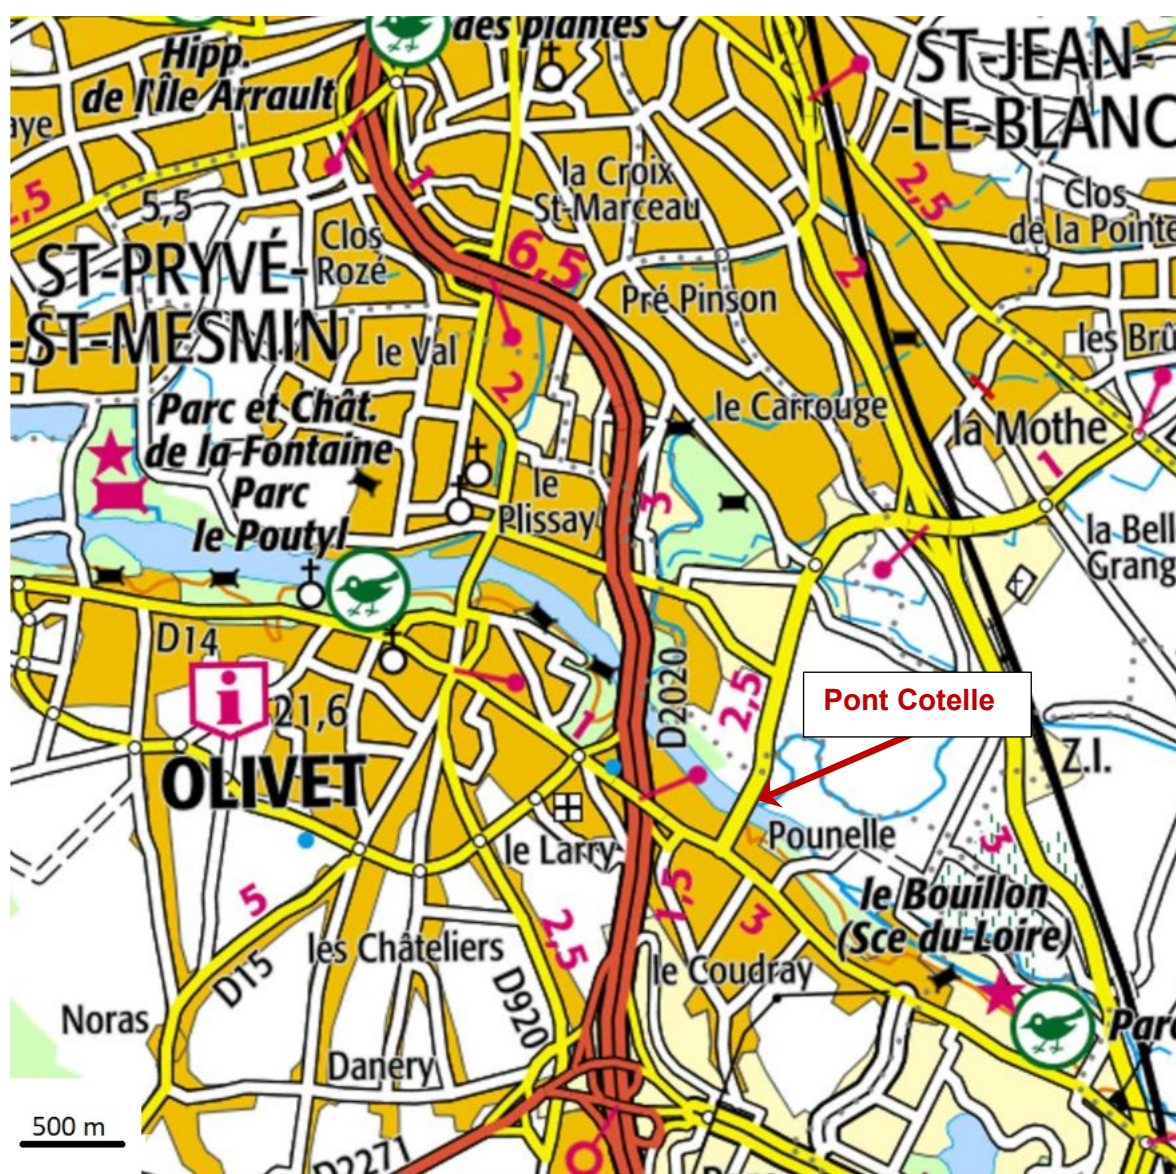 des plantes
Hipp.
de l'Île Arrault
ST-JEAN-
-LE-BLANC
1
2,5
5,5
la Croix
St-Marceau
Clos
de la Pointe
Clos
Rozé
6,5
2
ST-PRYVÉ-
-ST-MESMIN
Pré Pinson
le Val
les Bru
2
Parc et Chât.
de la Fontaine
le Carrouge
la Mothe
1
Parc
le Poutyl
le
Plissay
3
la Bell
Grang
D14
i
21,6
D2020
2,5
Pont Cotelle
1
OLIVET
Z.I.
le Larry
Pounelle
3
5
1,5
3
le Bouillon
(Sce du Loire)
2,5
les Châteliers
le Coudray
D15
D920
Noras
Parc
Danery
500 m
D2271